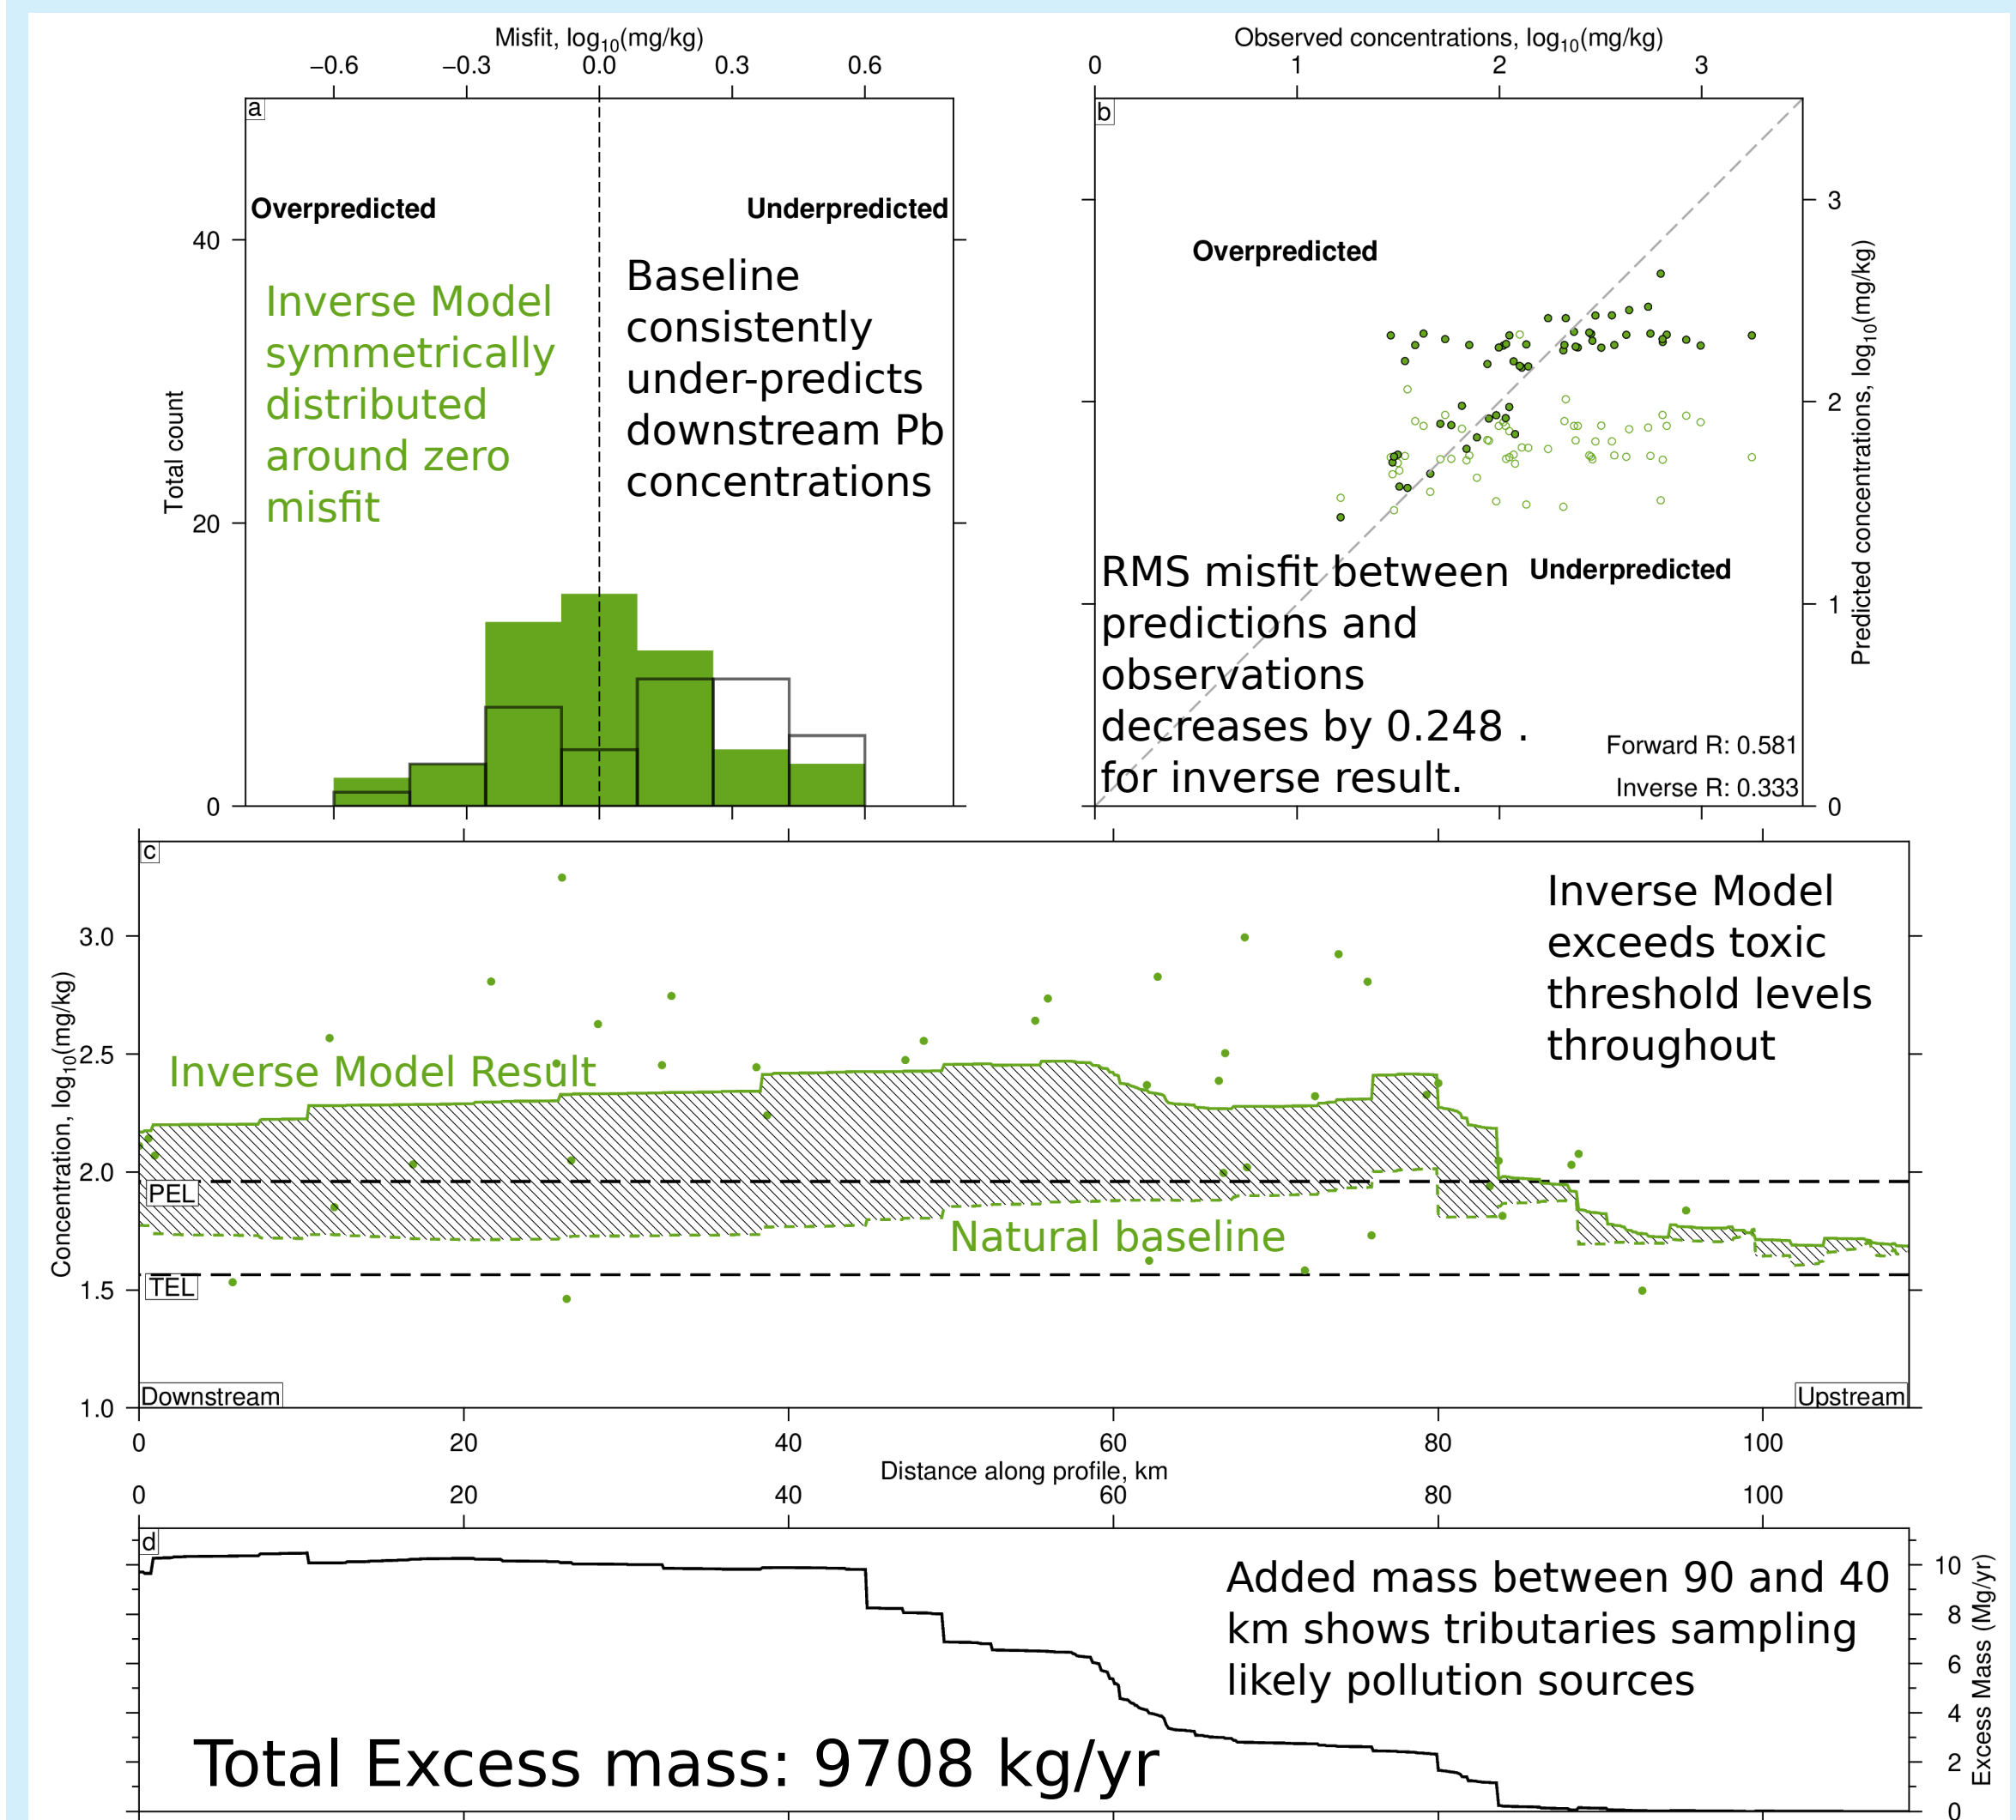 Misfit, log10(mg/kg)
−0.6 −0.3 0.0 0.3 0.6
a
Overpredicted
Underpredicted
Inverse Model
symmetrically
distributed
around zero
misfit
Baseline
consistently
under-predicts
downstream Pb
concentrations
Total count
40
20
0
Observed concentrations, log10(mg/kg)
0 1 2 3
b
Overpredicted
Underpredicted
RMS misfit between
predictions and
observations
decreases by 0.248 .
for inverse result.
Forward R: 0.581
Inverse R: 0.333
Predicted concentrations, log10(mg/kg)
3
2
1
0
c
Concentration, log10(mg/kg)
3.0
2.5
2.0
1.5
1.0
Inverse Model
exceeds toxic
threshold levels
throughout
Inverse Model Result
PEL
Natural baseline
TEL
Downstream
Upstream
0 20 40 60 80 100
Distance along profile, km
0 20 40 60 80 100
d
Added mass between 90 and 40
km shows tributaries sampling
likely pollution sources
Total Excess mass: 9708 kg/yr
10
8
6
4
2
0
Excess Mass (Mg/yr)